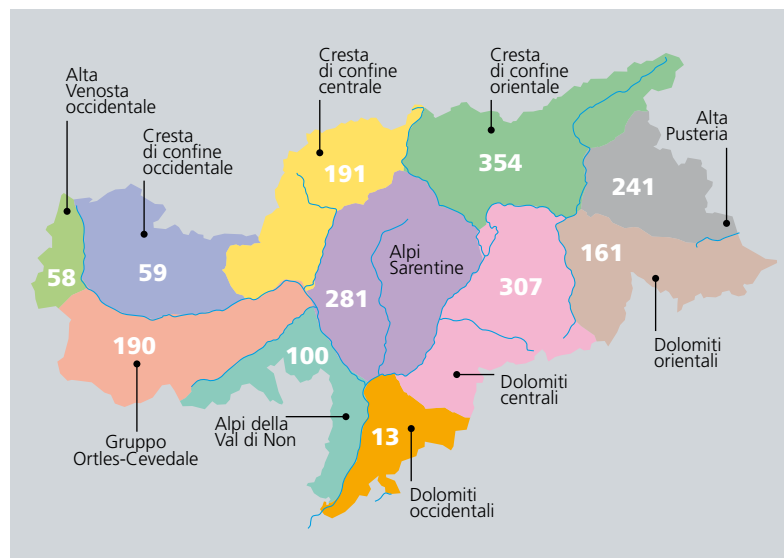 Alta
Venosta
occidentale
Cresta
di confine
occidentale
Cresta
di confine
centrale
Cresta
di confine
orientale
Alta
Pusteria
191
354
241
58
59
Alpi
Sarentine
281
307
161
190
100
13
Gruppo
Ortles-Cevedale
Alpi della
Val di Non
Dolomiti
occidentali
Dolomiti
centrali
Dolomiti
orientali